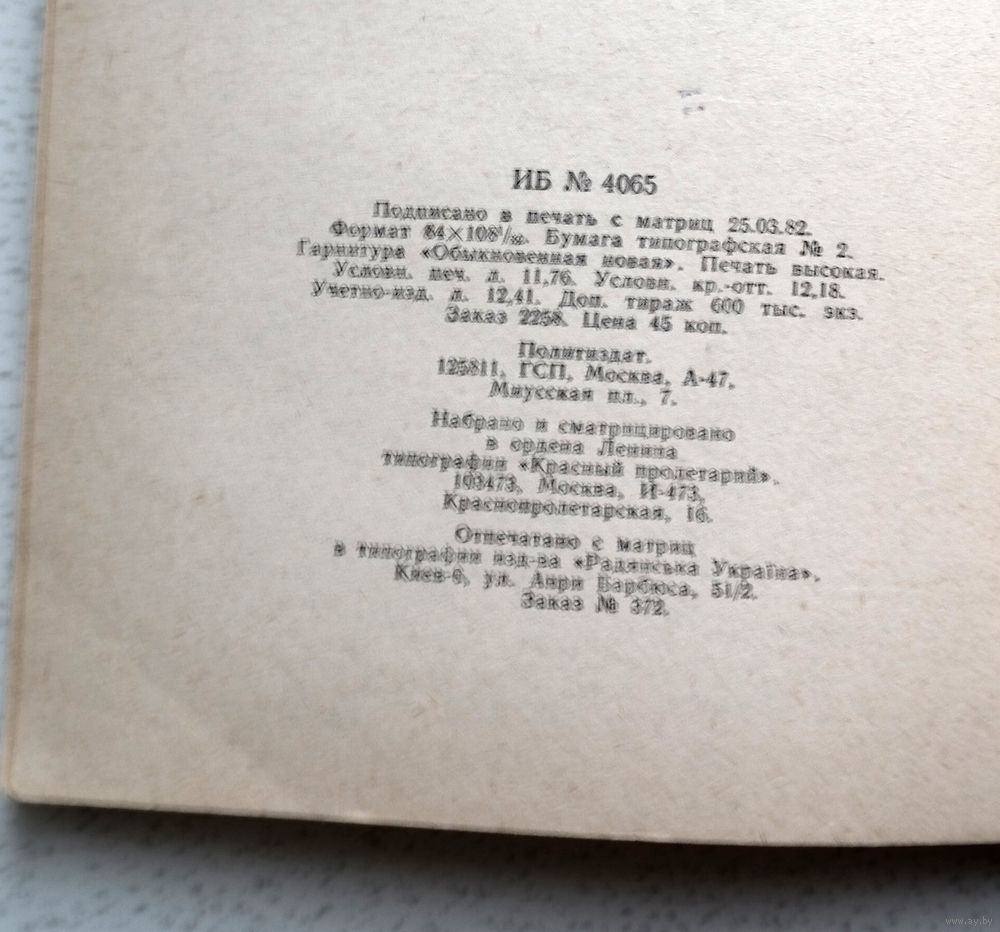 ИБ № 4065
Подписано в печать с матриц 25.03.82.
Формат 84×108¹/₃₂. Бумага типографская № 2.
Гарнитура «Обыкновенная новая». Печать высокая.
Условн. печ. л. 11,76. Условн. кр.-отт. 12,18.
Учетно-изд. л. 12,41. Доп. тираж 600 тыс. экз.
Заказ 2258. Цена 45 коп.
Политиздат.
125811, ГСП, Москва, А-47,
Миусская пл., 7.
Набрано и сматрицировано
в ордена Ленина
типографии «Красный пролетарий».
103473, Москва, И-473,
Краснопролетарская, 16.
Отпечатано с матриц
в типографии изд-ва «Радянська Україна».
Киев-6, ул. Анри Барбюса, 51/2.
Заказ № 372.
www.ay.by